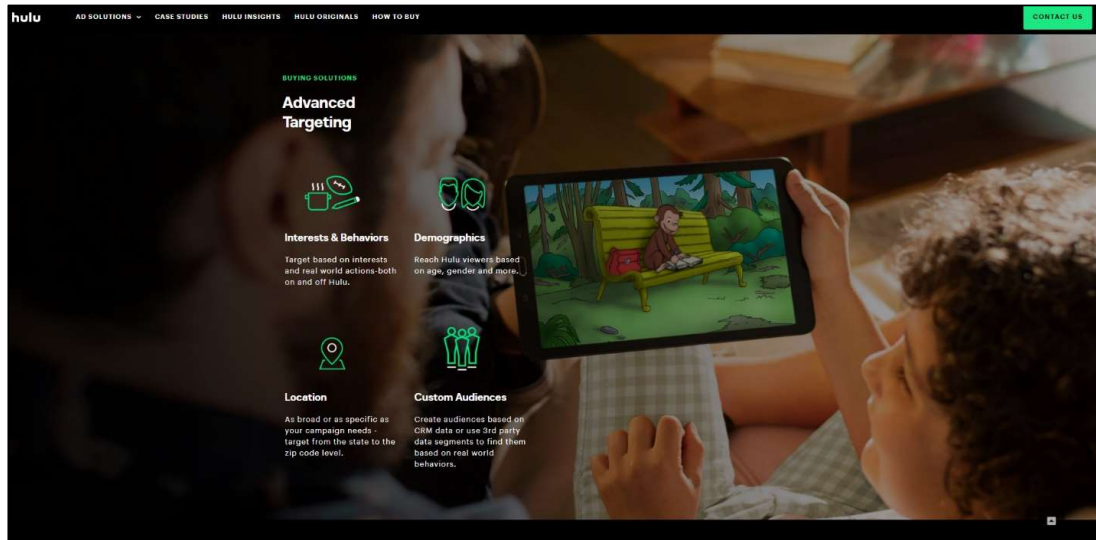 hulu
AD SOLUTIONS
CASE STUDIES
HULU INSIGHTS
HULU ORIGINALS
HOW TO BUY
CONTACT US
BUYING SOLUTIONS
Advanced
Targeting
Interests & Behaviors
Target based on interests
and real world actions-both
on and off Hulu.
Demographics
Reach Hulu viewers based
on age, gender and more.
Location
As broad or as specific as
your campaign needs -
target from the state to the
zip code level.
Custom Audiences
Create audiences based on
CRM data or use 3rd party
data segments to find them
based on real world
behaviors.